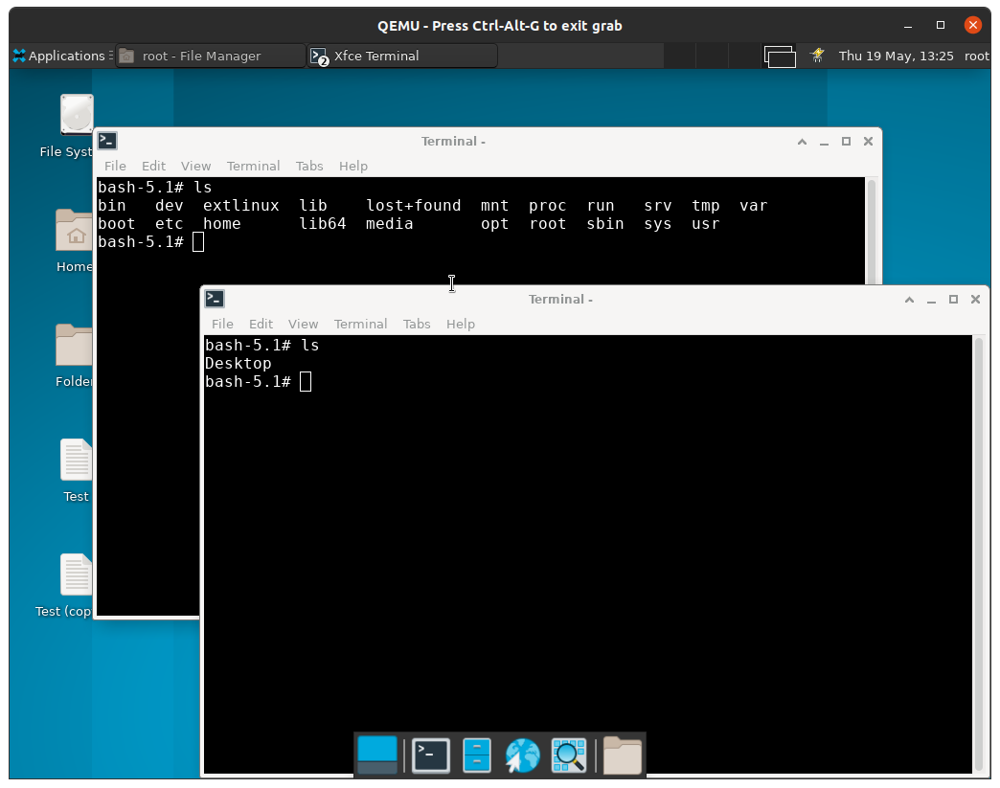 QEMU - Press Ctrl-Alt-G to exit grab
Applications root - File Manager 2 Xfce Terminal Thu 19 May, 13:25 root
File Syst
Home
Folder
Test
Test (cop
Terminal -
File Edit View Terminal Tabs Help
bash-5.1# ls
bin dev extlinux lib lost+found mnt proc run srv tmp var
boot etc home lib64 media opt root sbin sys usr
bash-5.1#
Terminal -
File Edit View Terminal Tabs Help
bash-5.1# ls
Desktop
bash-5.1#